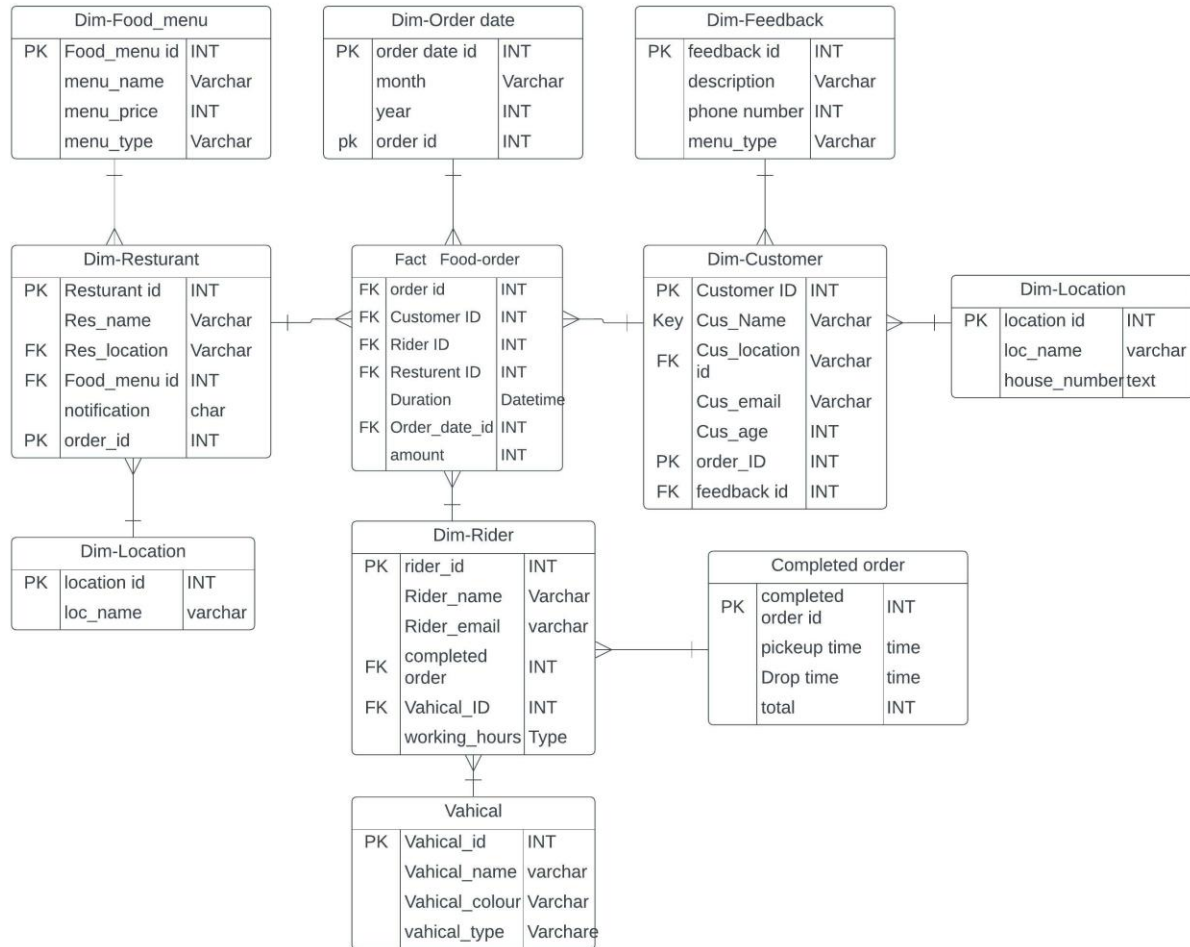 Dim-Food_menu
PK Food_menu id INT
menu_name Varchar
menu_price INT
menu_type Varchar
Dim-Order date
PK order date id INT
month Varchar
year INT
pk order id INT
Dim-Feedback
PK feedback id INT
description Varchar
phone number INT
menu_type Varchar
Dim-Resturant
PK Resturant id INT
Res_name Varchar
FK Res_location Varchar
FK Food_menu id INT
notification char
PK order_id INT
Fact Food-order
FK order id INT
FK Customer ID INT
FK Rider ID INT
FK Resturent ID INT
Duration Datetime
FK Order_date_id INT
amount INT
Dim-Customer
PK Customer ID INT
Key Cus_Name Varchar
FK Cus_location
id Varchar
Cus_email Varchar
Cus_age INT
PK order_ID INT
FK feedback id INT
Dim-Location
PK location id INT
loc_name varchar
house_number text
Dim-Location
PK location id INT
loc_name varchar
Dim-Rider
PK rider_id INT
Rider_name Varchar
Rider_email varchar
FK completed
order INT
FK Vahical_ID INT
working_hours Type
Completed order
PK completed
order id INT
pickeup time time
Drop time time
total INT
Vahical
PK Vahical_id INT
Vahical_name varchar
Vahical_colour Varchar
vahical_type Varchare